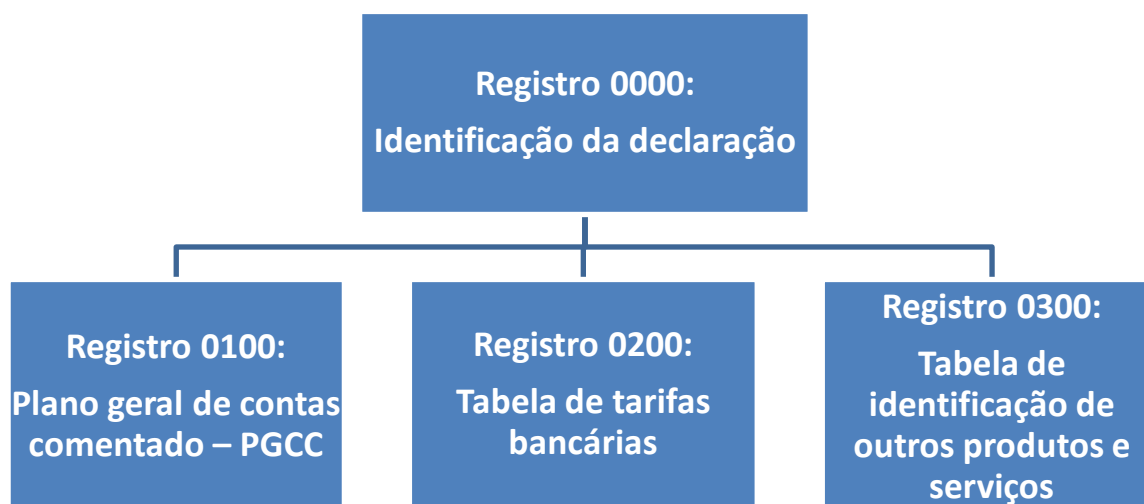 Registro 0000:
Identificação da declaração
Registro 0100:
Plano geral de contas
comentado – PGCC
Registro 0200:
Tabela de tarifas
bancárias
Registro 0300:
Tabela de
identificação de
outros produtos e
serviços